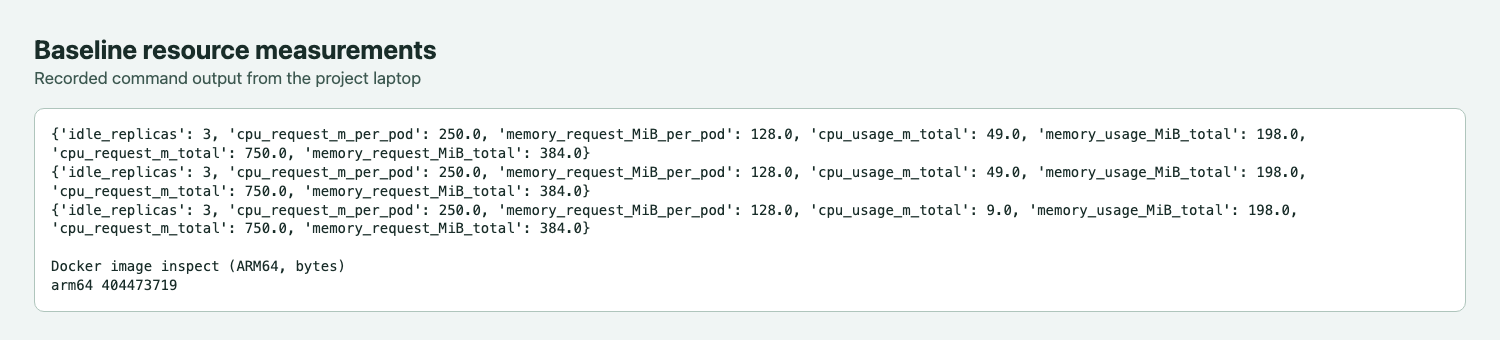 Baseline resource measurements
Recorded command output from the project laptop
{'idle_replicas': 3, 'cpu_request_m_per_pod': 250.0, 'memory_request_MiB_per_pod': 128.0, 'cpu_usage_m_total': 49.0, 'memory_usage_MiB_total': 198.0,
'cpu_request_m_total': 750.0, 'memory_request_MiB_total': 384.0}
{'idle_replicas': 3, 'cpu_request_m_per_pod': 250.0, 'memory_request_MiB_per_pod': 128.0, 'cpu_usage_m_total': 49.0, 'memory_usage_MiB_total': 198.0,
'cpu_request_m_total': 750.0, 'memory_request_MiB_total': 384.0}
{'idle_replicas': 3, 'cpu_request_m_per_pod': 250.0, 'memory_request_MiB_per_pod': 128.0, 'cpu_usage_m_total': 9.0, 'memory_usage_MiB_total': 198.0,
'cpu_request_m_total': 750.0, 'memory_request_MiB_total': 384.0}
Docker image inspect (ARM64, bytes)
arm64 404473719